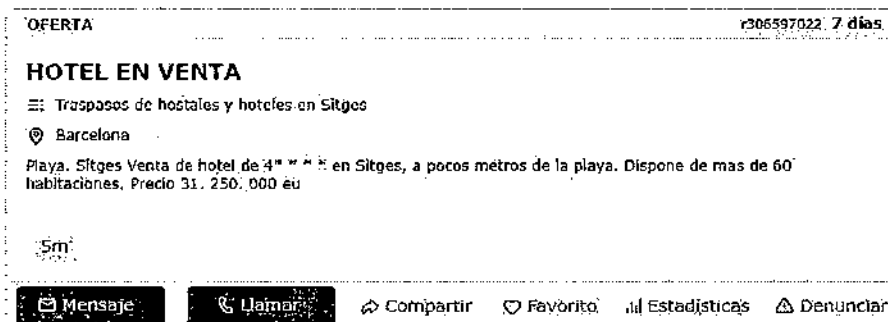 OFERTA r306597022 7 días
HOTEL EN VENTA
Traspasos de hostales y hoteles en Sitges
Barcelona
Playa. Sitges Venta de hotel de 4* * * * en Sitges, a pocos metros de la playa. Dispone de mas de 60
habitaciones. Precio 31. 250. 000 eu
5m²
Mensaje Llamar Compartir Favorito Estadísticas Denunciar